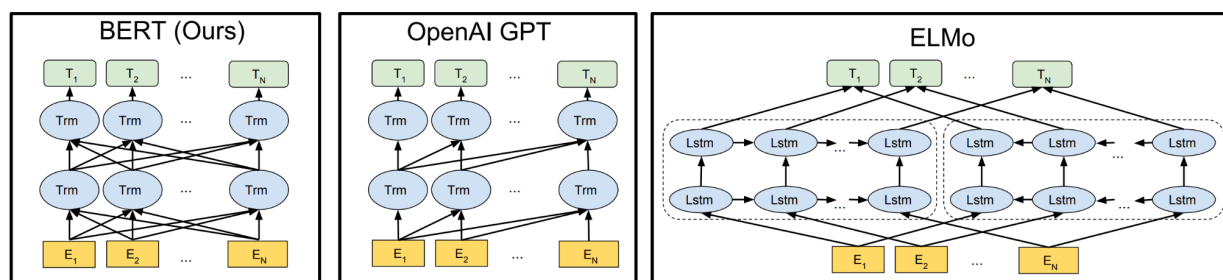 BERT (Ours)
T1 T2 ... TN
Trm Trm ... Trm
Trm Trm ... Trm
E1 E2 ... EN
OpenAI GPT
T1 T2 ... TN
Trm Trm ... Trm
Trm Trm ... Trm
E1 E2 ... EN
ELMo
T1 T2 ... TN
Lstm Lstm ... Lstm Lstm Lstm ... Lstm
Lstm Lstm ... Lstm Lstm Lstm ... Lstm
E1 E2 ... EN